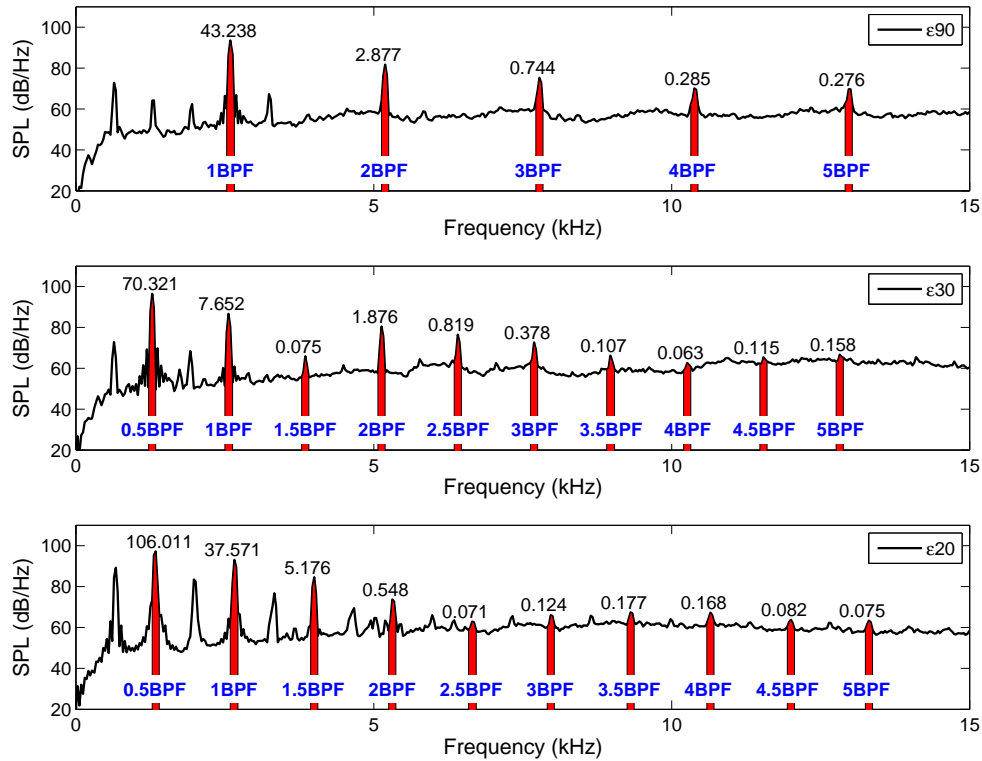 SPL (dB/Hz)
100
80
60
40
20
43.238
2.877
0.744
0.285
0.276
ε90
1BPF
2BPF
3BPF
4BPF
5BPF
0
5
10
15
Frequency (kHz)
SPL (dB/Hz)
100
80
60
40
20
70.321
7.652
0.075
1.876
0.819
0.378
0.107
0.063
0.115
0.158
ε30
0.5BPF
1BPF
1.5BPF
2BPF
2.5BPF
3BPF
3.5BPF
4BPF
4.5BPF
5BPF
0
5
10
15
Frequency (kHz)
SPL (dB/Hz)
100
80
60
40
20
106.011
37.571
5.176
0.548
0.071
0.124
0.177
0.168
0.082
0.075
ε20
0.5BPF
1BPF
1.5BPF
2BPF
2.5BPF
3BPF
3.5BPF
4BPF
4.5BPF
5BPF
0
5
10
15
Frequency (kHz)